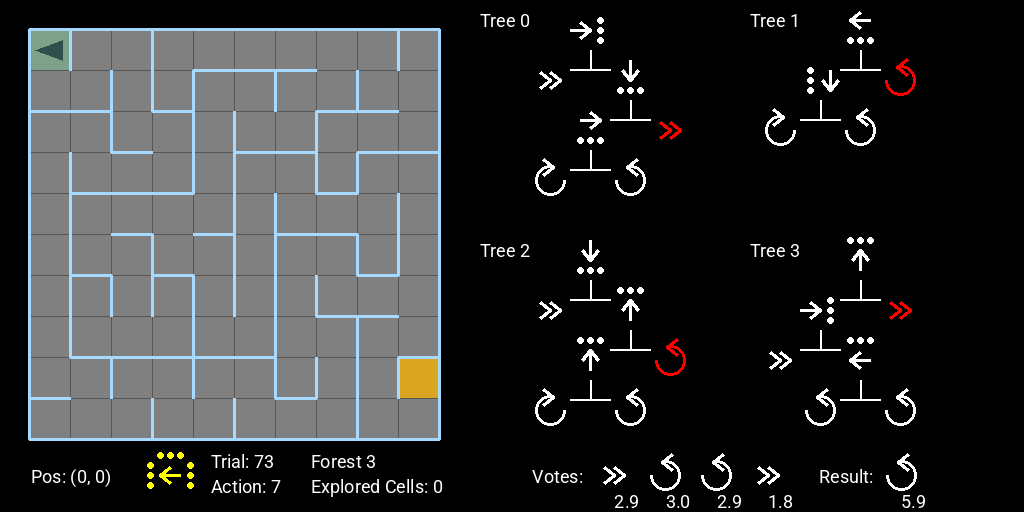 Tree 0
Tree 1
Tree 2
Tree 3
Pos: (0, 0)
Trial: 73
Forest 3
Action: 7
Explored Cells: 0
Votes:
2.9
3.0
2.9
1.8
Result:
5.9